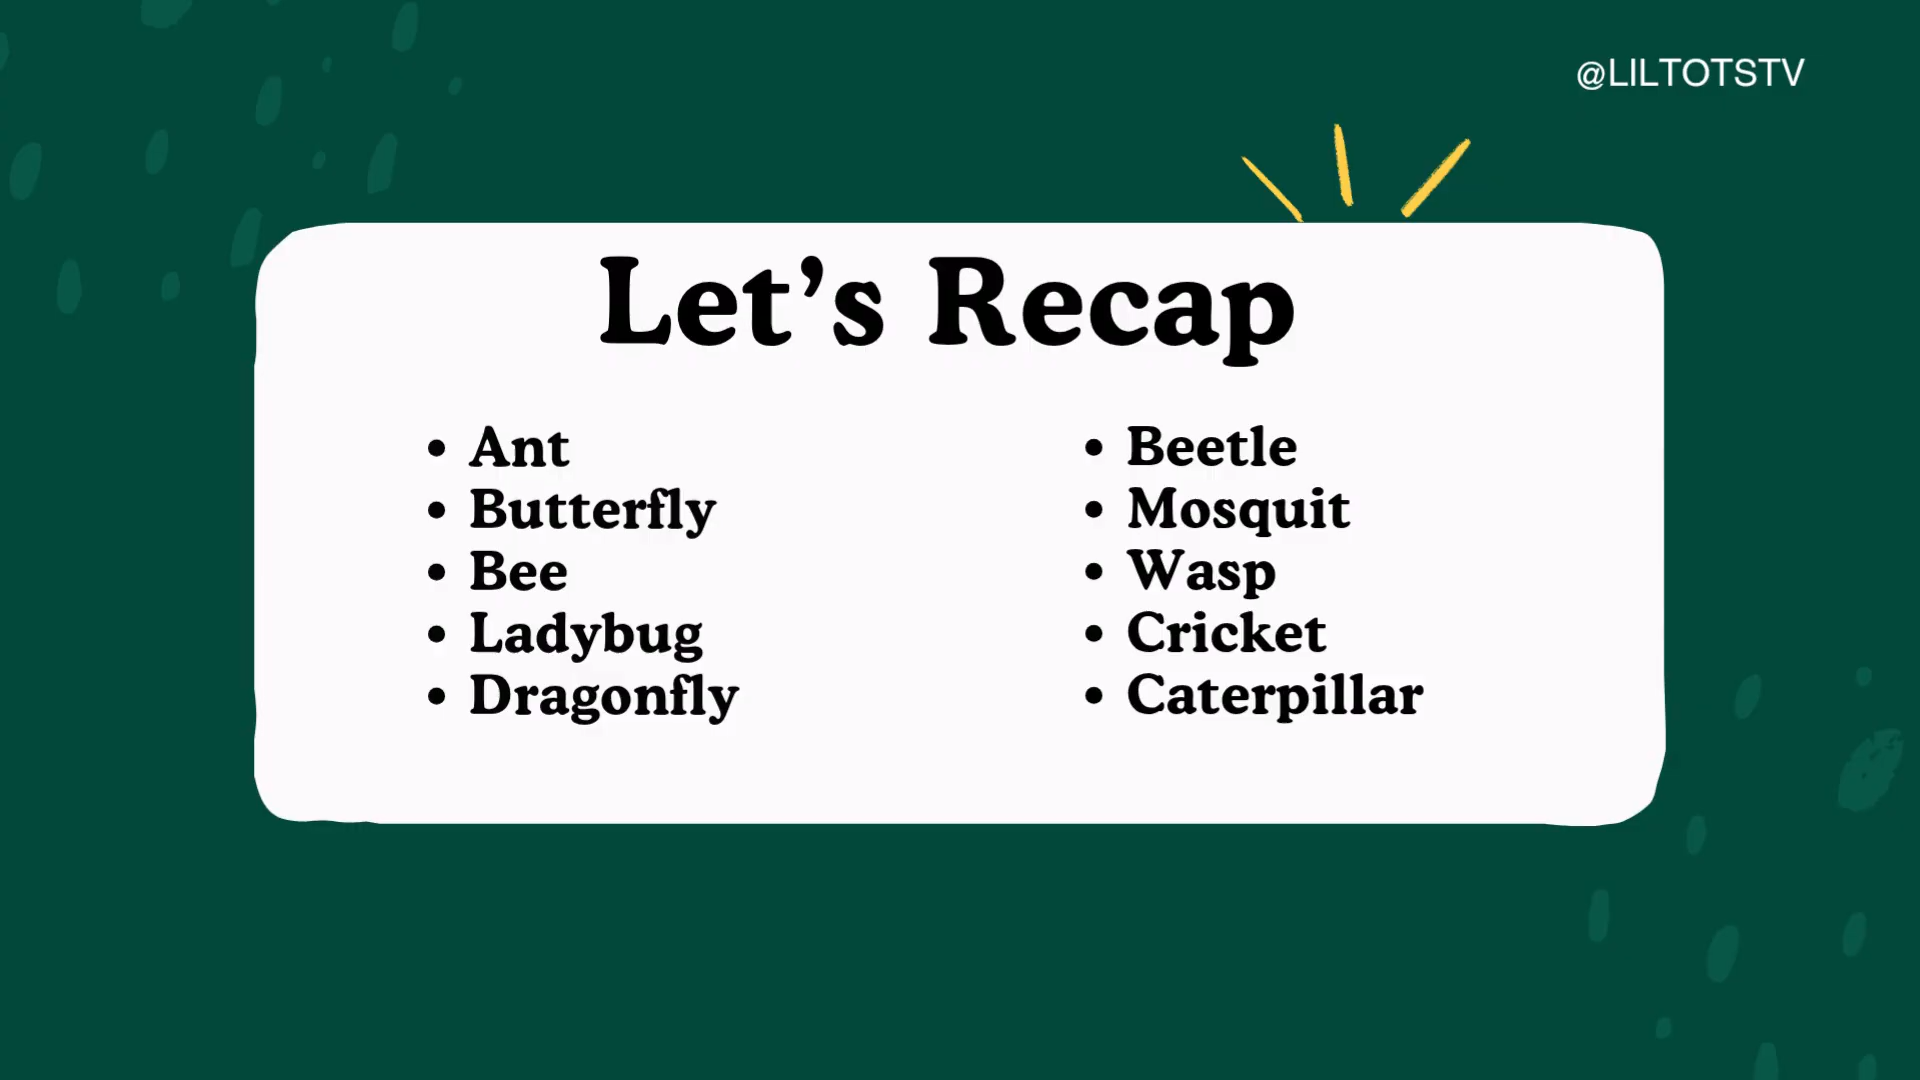 @LILTOTSTV
Let's Recap
• Ant
• Butterfly
• Bee
• Ladybug
• Dragonfly
• Beetle
• Mosquit
• Wasp
• Cricket
• Caterpillar